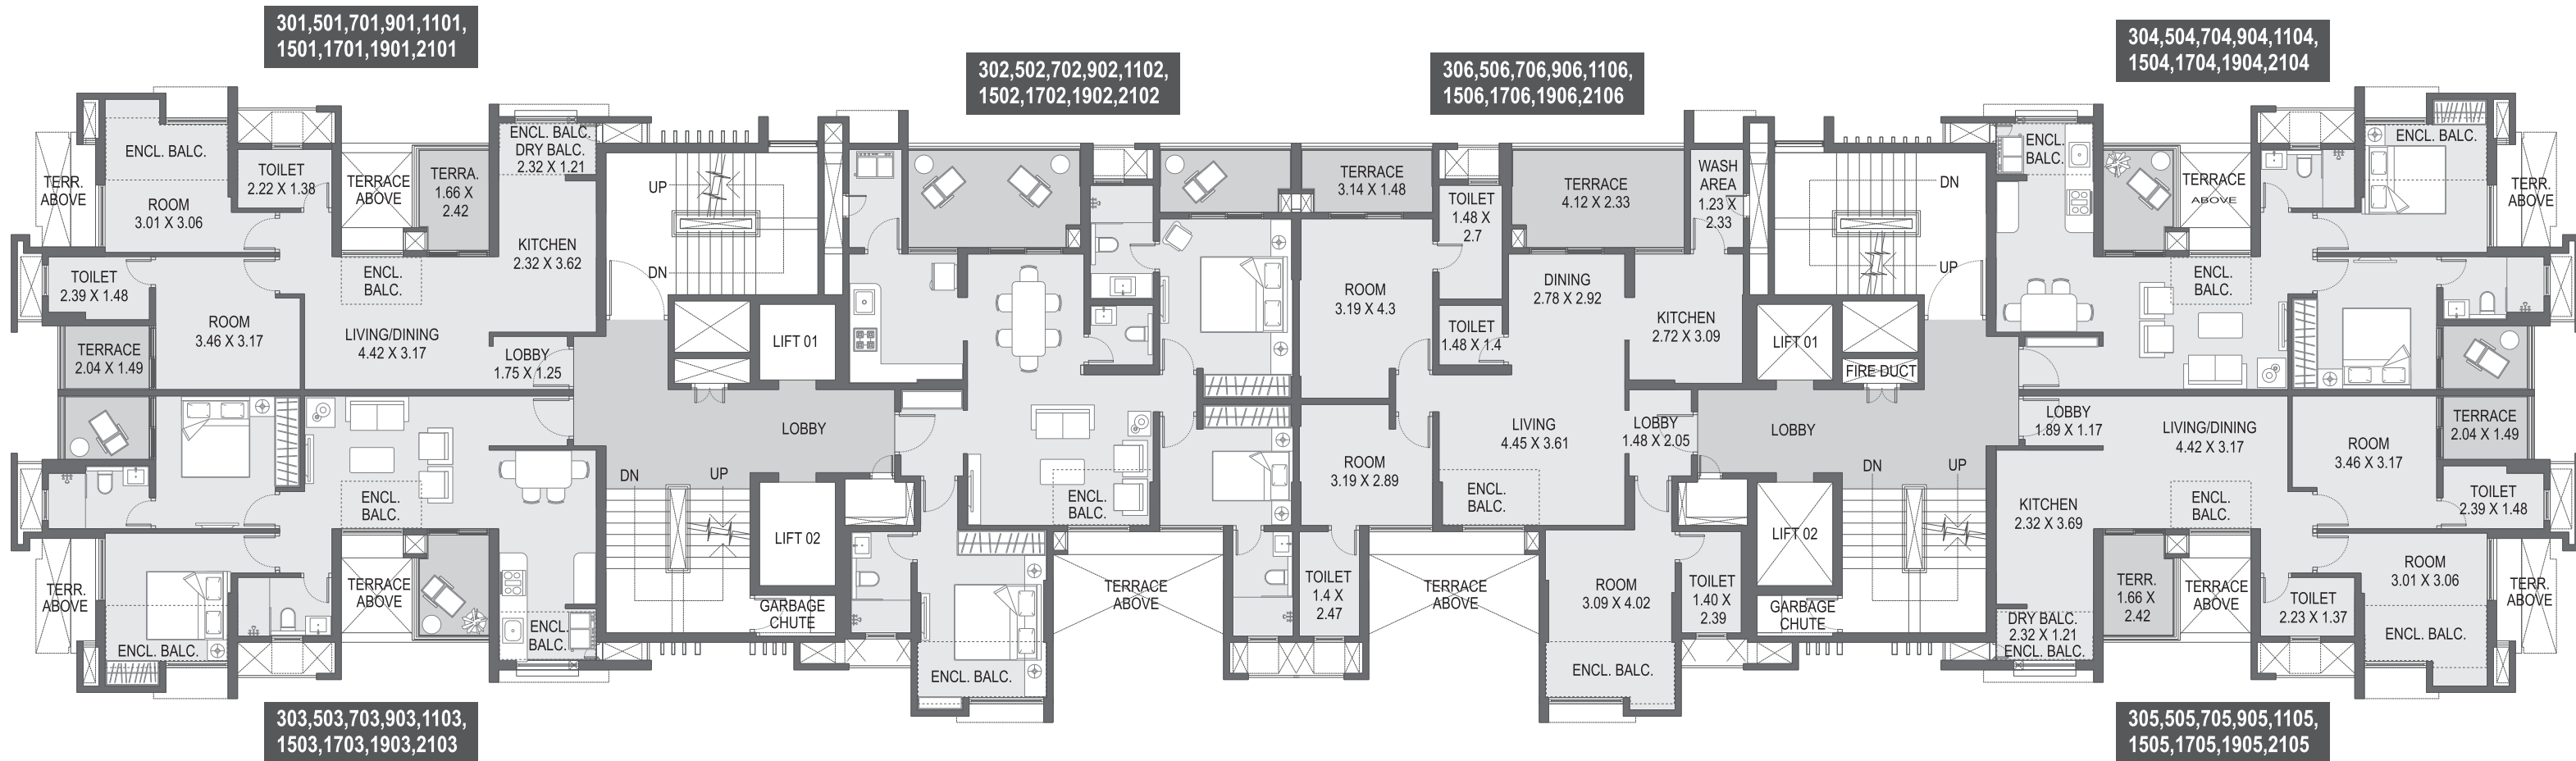 301,501,701,901,1101,
1501,1701,1901,2101
302,502,702,902,1102,
1502,1702,1902,2102
306,506,706,906,1106,
1506,1706,1906,2106
304,504,704,904,1104,
1504,1704,1904,2104
ENCL. BALC.
ROOM
3.01 X 3.06
TERR.
ABOVE
TOILET
2.22 X 1.38
TERRACE
ABOVE
TERRA.
1.66 X
2.42
ENCL. BALC.
DRY BALC.
2.32 X 1.21
KITCHEN
2.32 X 3.62
TOILET
2.39 X 1.48
ROOM
3.46 X 3.17
TERRACE
2.04 X 1.49
ENCL.
BALC.
LIVING/DINING
4.42 X 3.17
LOBBY
1.75 X 1.25
UP
DN
LIFT 01
LOBBY
DN
UP
LIFT 02
GARBAGE
CHUTE
ENCL.
BALC.
TERRACE
ABOVE
TERR.
ABOVE
ENCL. BALC.
ENCL.
BALC.
ENCL.
BALC.
ENCL. BALC.
TERRACE
ABOVE
TERRACE
3.14 X 1.48
TOILET
1.48 X
2.7
TERRACE
4.12 X 2.33
WASH
AREA
1.23 X
2.33
ROOM
3.19 X 4.3
TOILET
1.48 X 1.4
DINING
2.78 X 2.92
KITCHEN
2.72 X 3.09
LIVING
4.45 X 3.61
LOBBY
1.48 X 2.05
ROOM
3.19 X 2.89
ENCL.
BALC.
TOILET
1.4 X
2.47
TERRACE
ABOVE
ROOM
3.09 X 4.02
TOILET
1.40 X
2.39
ENCL. BALC.
DN
UP
LIFT 01
FIRE DUCT
LOBBY
DN
UP
LIFT 02
GARBAGE
CHUTE
ENCL.
BALC.
TERRACE
ABOVE
ENCL. BALC.
TERR.
ABOVE
ENCL.
BALC.
LOBBY
1.89 X 1.17
LIVING/DINING
4.42 X 3.17
ROOM
3.46 X 3.17
TERRACE
2.04 X 1.49
KITCHEN
2.32 X 3.69
ENCL.
BALC.
TOILET
2.39 X 1.48
TERR.
1.66 X
2.42
TERRACE
ABOVE
TOILET
2.23 X 1.37
ROOM
3.01 X 3.06
TERR.
ABOVE
DRY BALC.
2.32 X 1.21
ENCL. BALC.
ENCL. BALC.
303,503,703,903,1103,
1503,1703,1903,2103
305,505,705,905,1105,
1505,1705,1905,2105